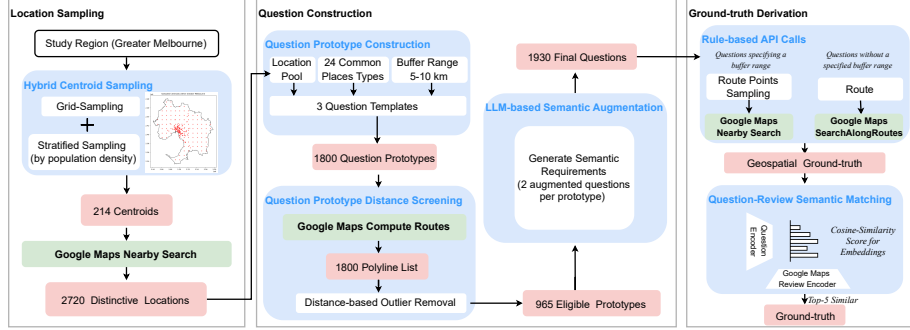 Location Sampling
Study Region (Greater Melbourne)
Hybrid Centroid Sampling
Grid-Sampling
+
Stratified Sampling
(by population density)
214 Centroids
Google Maps Nearby Search
2720 Distinctive Locations
Question Construction
Question Prototype Construction
Location
Pool
24 Common
Places Types
Buffer Range
5-10 km
3 Question Templates
1800 Question Prototypes
Question Prototype Distance Screening
Google Maps Compute Routes
1800 Polyline List
Distance-based Outlier Removal
965 Eligible Prototypes
LLM-based Semantic Augmentation
Generate Semantic
Requirements
(2 augmented questions
per prototype)
1930 Final Questions
Ground-truth Derivation
Rule-based API Calls
Questions specifying a
buffer range
Route Points
Sampling
Google Maps
Nearby Search
Questions without a
specified buffer range
Route
Google Maps
SearchAlongRoutes
Geospatial Ground-truth
Question-Review Semantic Matching
Question
Encoder
Cosine-Similarity
Score for
Embeddings
Google Maps
Review Encoder
Top-5 Similar
Ground-truth